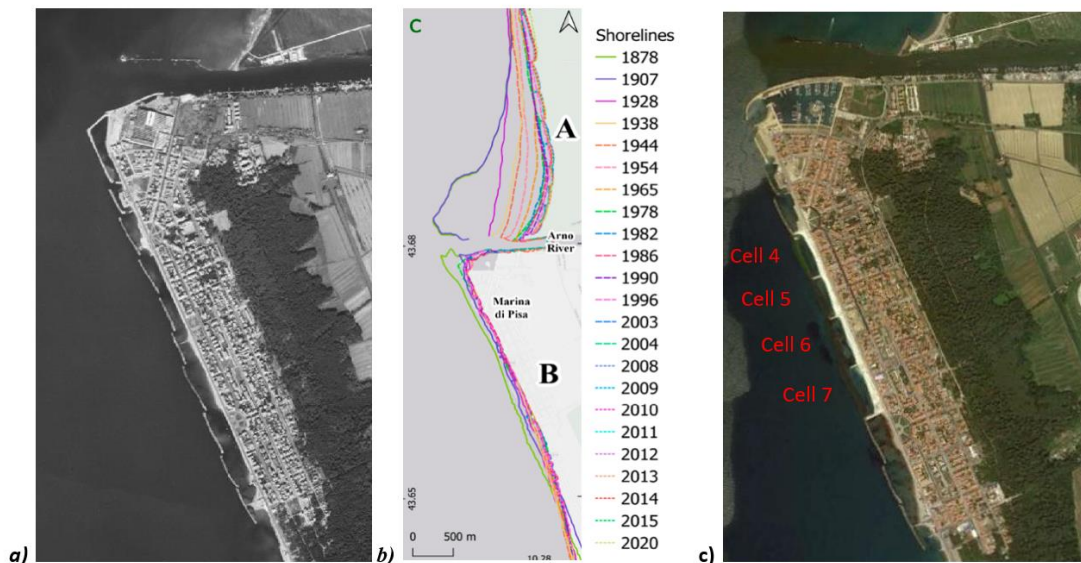 C
Shorelines
1878
1907
1928
1938
1944
1954
1965
1978
1982
1986
1990
1996
2003
2004
2008
2009
2010
2011
2012
2013
2014
2015
2020
A
Arno
River
43.68
Marina
di Pisa
B
43.65
0 500 m
10.28
Cell 4
Cell 5
Cell 6
Cell 7
a)
b)
c)